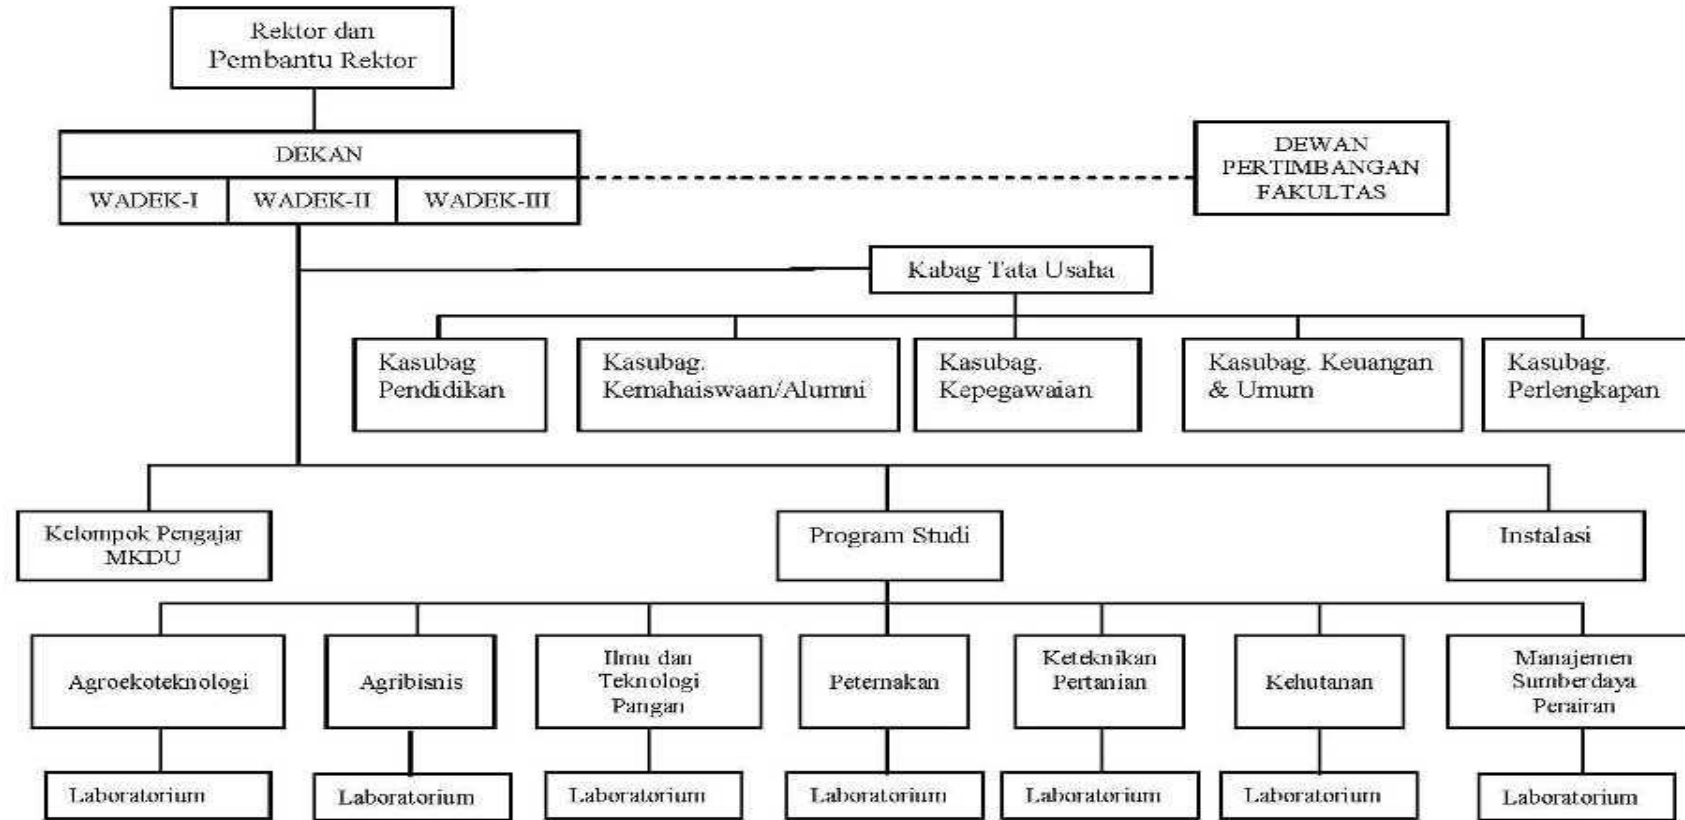 Rektor dan
Pembantu Rektor
DEKAN
WADEK-I
WADEK-II
WADEK-III
DEWAN
PERTIMBANGAN
FAKULTAS
Kabag Tata Usaha
Kasubag
Pendidikan
Kasubag.
Kemahaiswaan/Alumni
Kasubag.
Kepegawaian
Kasubag. Keuangan
& Umum
Kasubag.
Perlengkapan
Kelompok Pengajar
MKDU
Program Studi
Instalasi
Agroekoteknologi
Agribisnis
Ilmu dan
Teknologi
Pangan
Peternakan
Keteknikan
Pertanian
Kehutanan
Manajemen
Sumberdaya
Perairan
Laboratorium
Laboratorium
Laboratorium
Laboratorium
Laboratorium
Laboratorium
Laboratorium